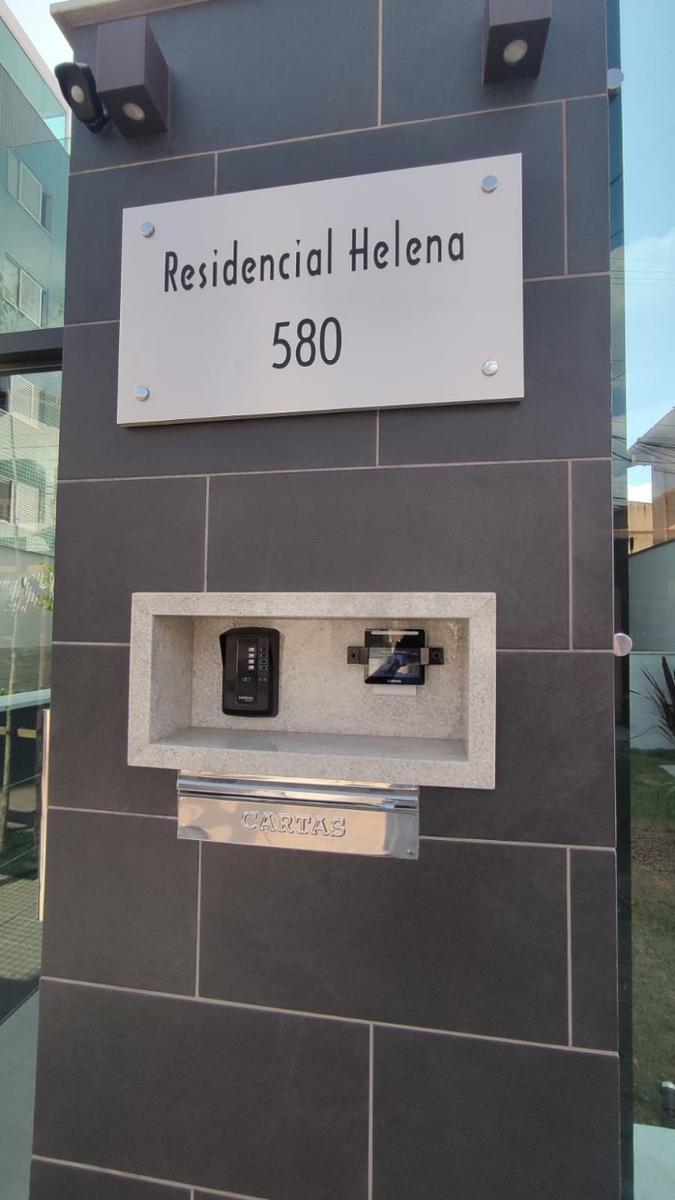 Residencial Helena
580
CARTAS